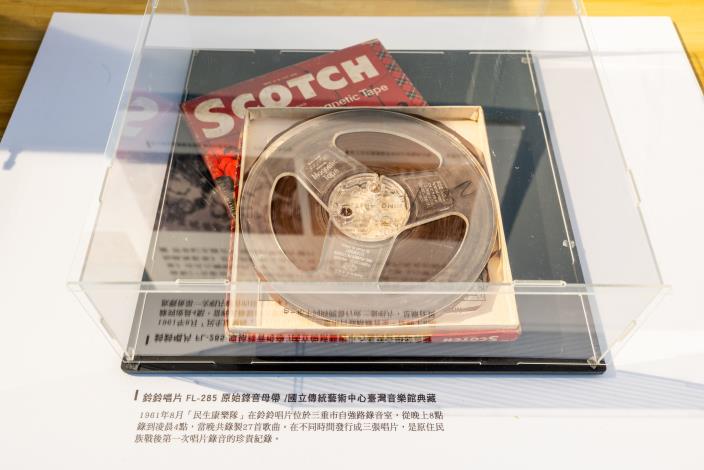 SCOTCH
Magnetic Tape
Magnetic
Tape
SCOTCH
鈴鈴唱片 FL-285 原始錄音母帶 /國立傳統藝術中心臺灣音樂館典藏
1961年8月「民生康樂隊」在鈴鈴唱片位於三重市自強路錄音室，從晚上8點
錄到凌晨4點，當晚共錄製27首歌曲。在不同時間發行成三張唱片，是原住民
族戰後第一次唱片錄音的珍貴紀錄。